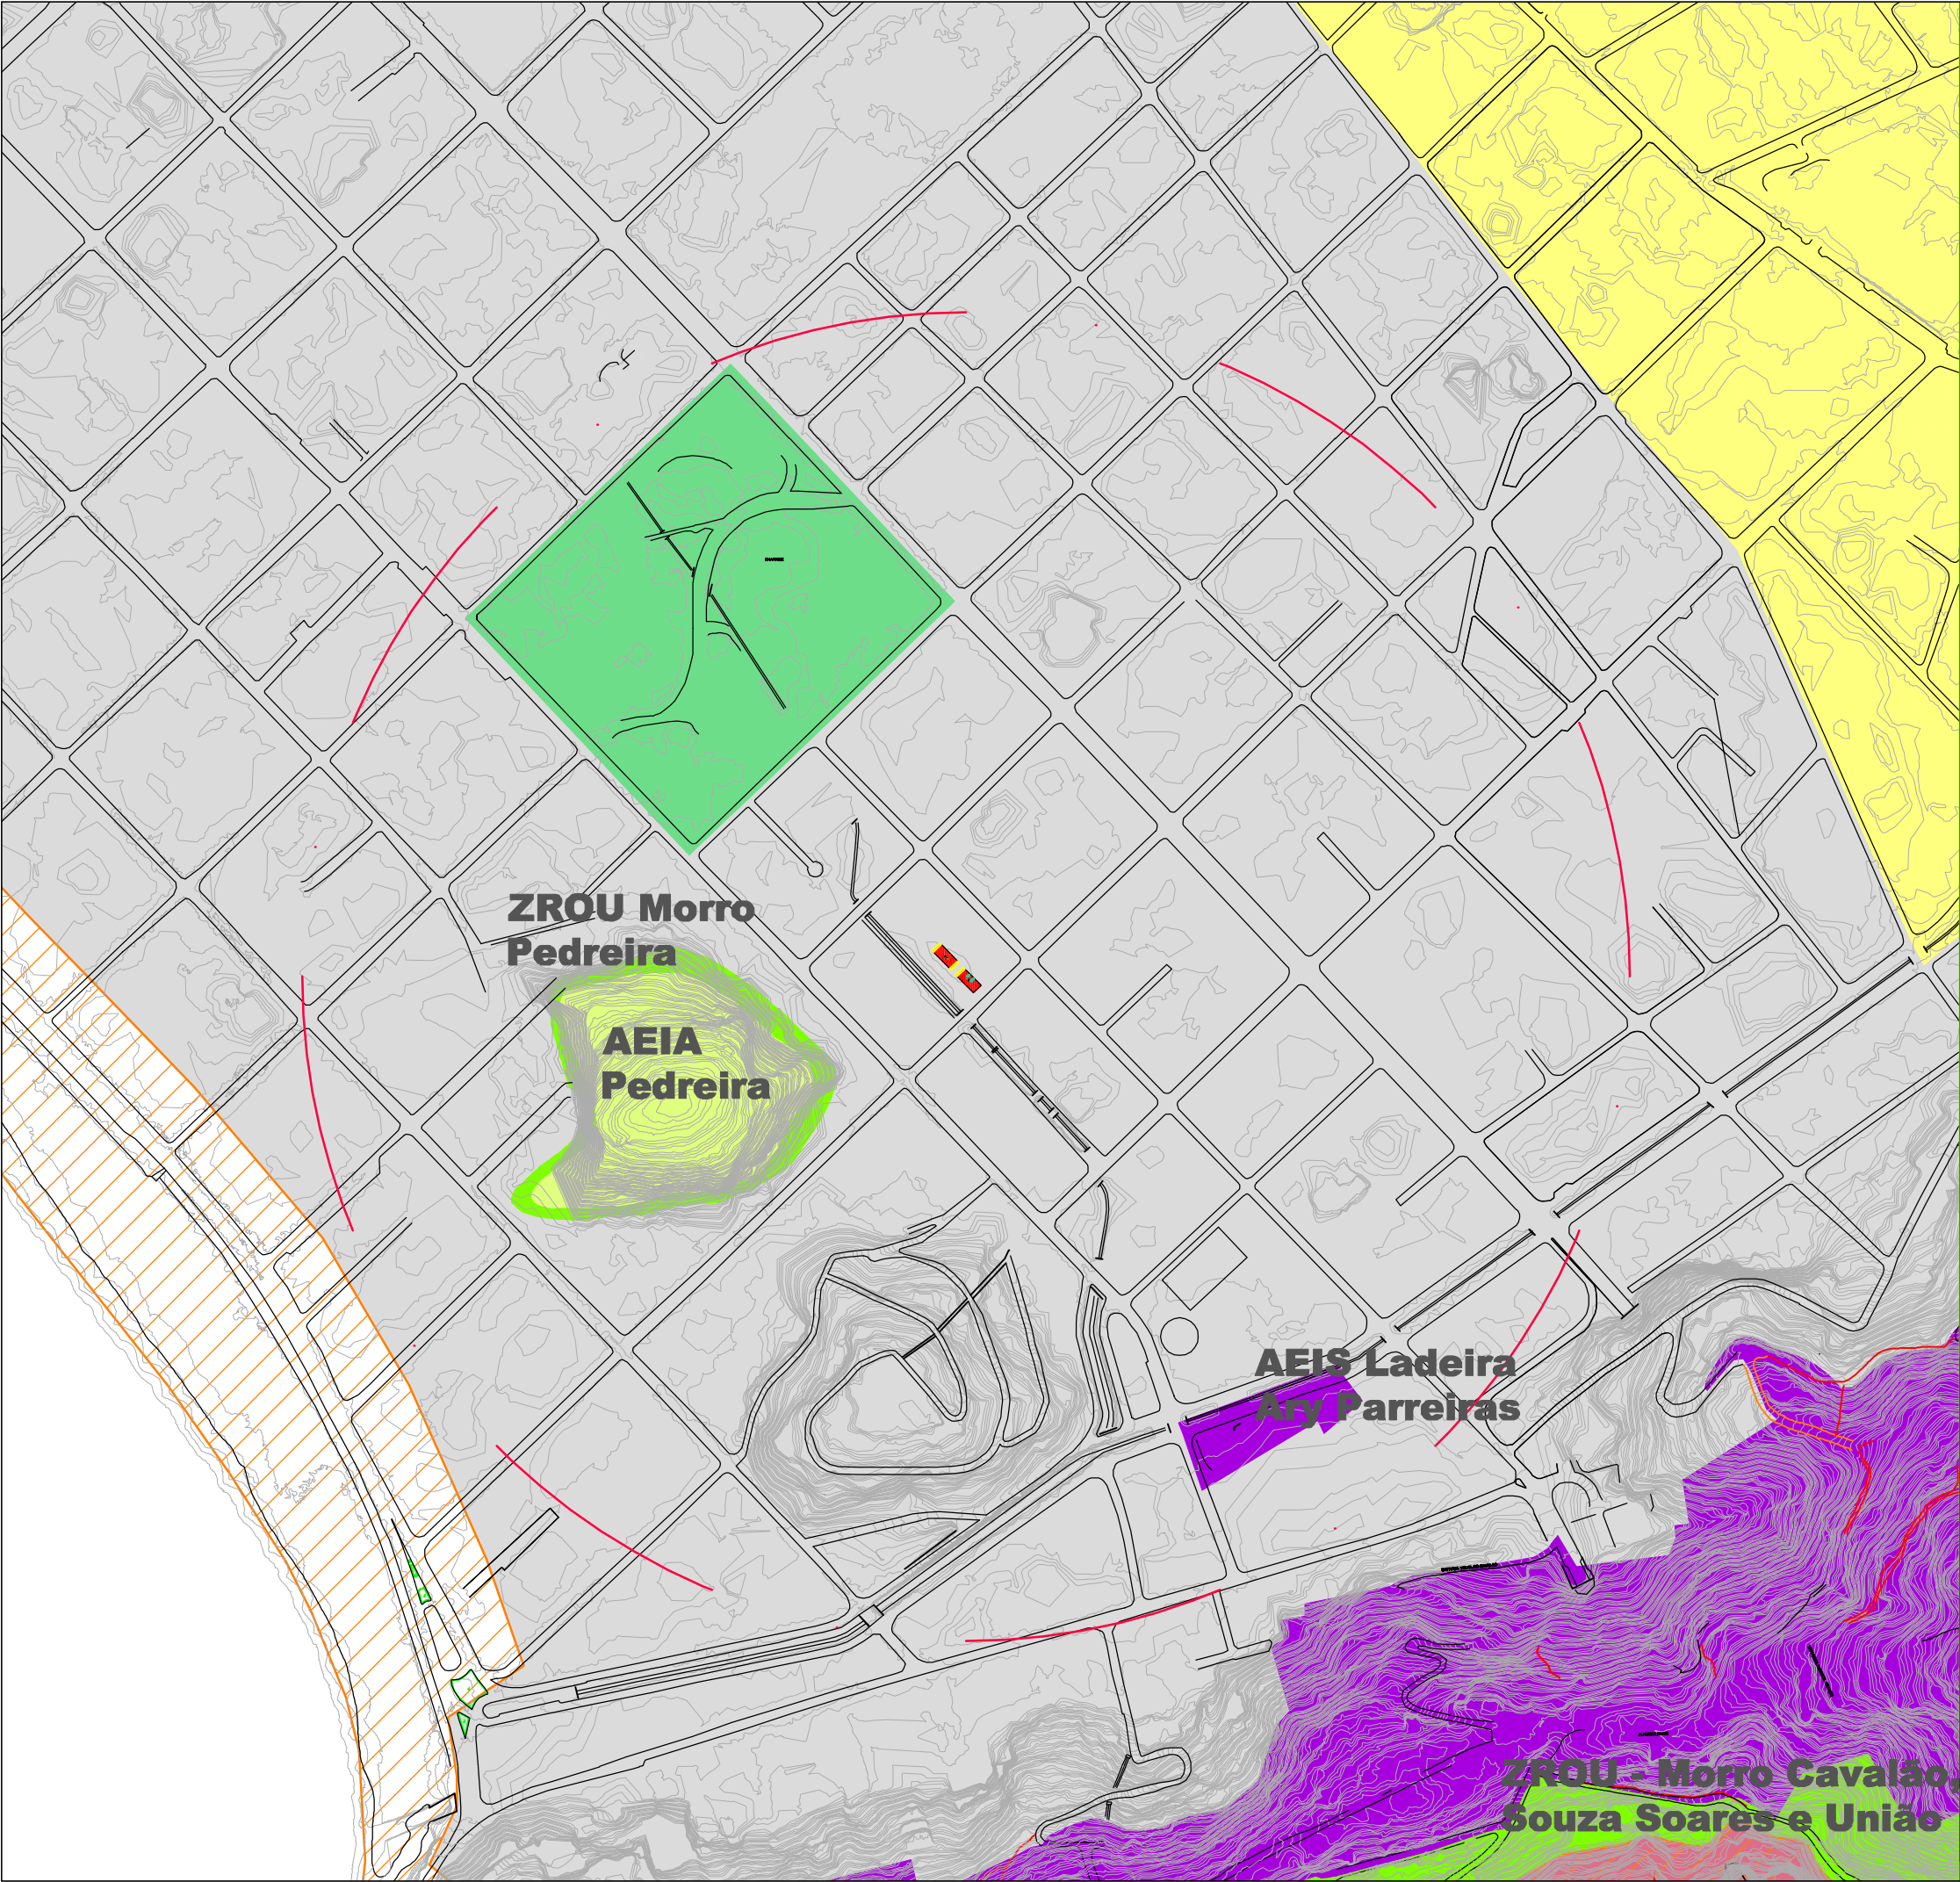 ZROU Morro
Pedreira
AEIA
Pedreira
AEIS Ladeira
Ary Parreiras
ZROU - Morro Cavalão,
Souza Soares e União